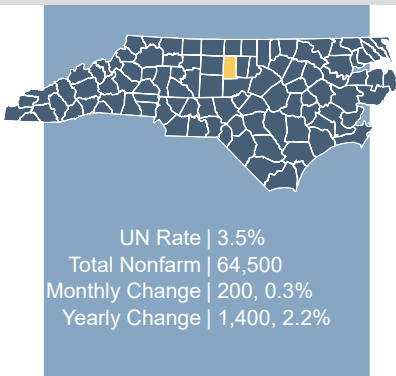 UN Rate | 3.5%
Total Nonfarm | 64,500
Monthly Change | 200, 0.3%
Yearly Change | 1,400, 2.2%